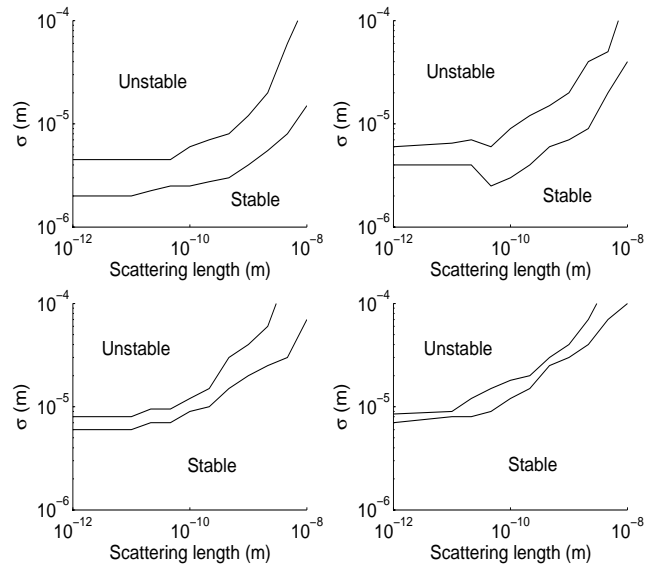 10⁻⁴
10⁻⁵
10⁻⁶
σ (m)
Unstable
Stable
10⁻¹² 10⁻¹⁰ 10⁻⁸
Scattering length (m)
10⁻⁴
10⁻⁵
10⁻⁶
σ (m)
Unstable
Stable
10⁻¹² 10⁻¹⁰ 10⁻⁸
Scattering length (m)
10⁻⁴
10⁻⁵
10⁻⁶
σ (m)
Unstable
Stable
10⁻¹² 10⁻¹⁰ 10⁻⁸
Scattering length (m)
10⁻⁴
10⁻⁵
10⁻⁶
σ (m)
Unstable
Stable
10⁻¹² 10⁻¹⁰ 10⁻⁸
Scattering length (m)